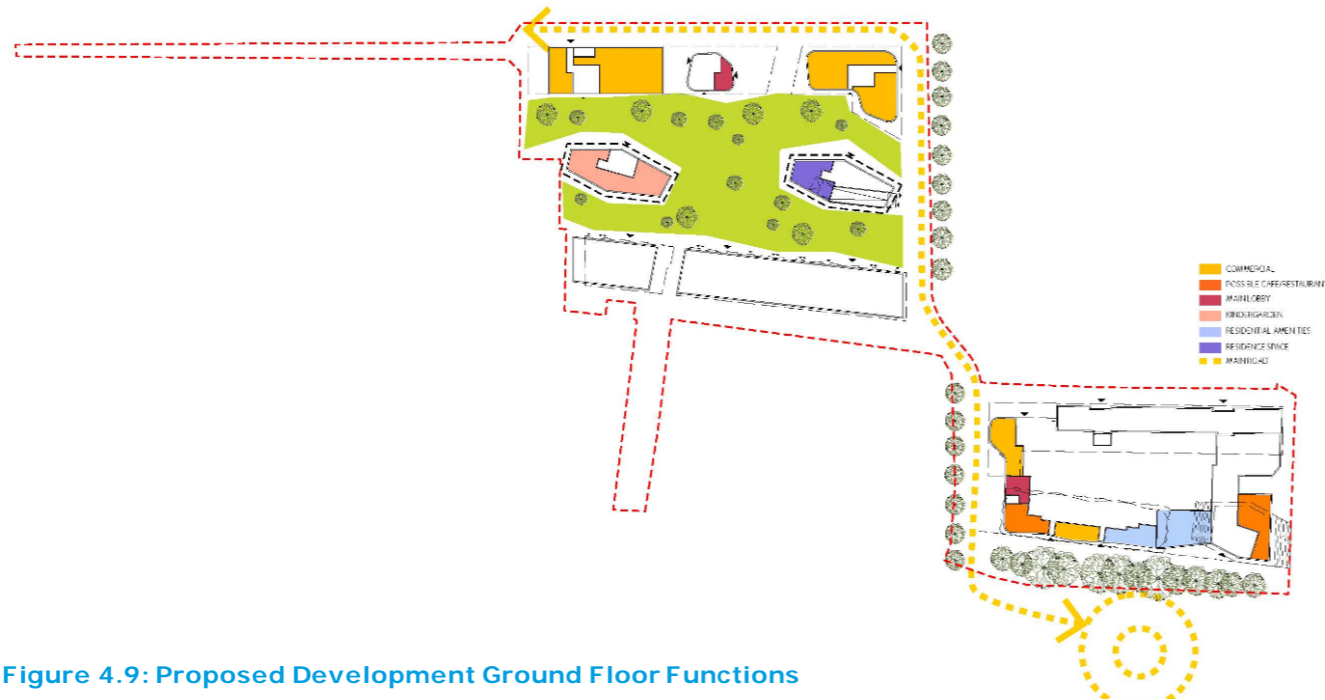 COMMERCIAL
POSSIBLE CAFE/RESTAURANT
MAIN LOBBY
KINDERGARDEN
RESIDENTIAL AMENITIES
RESIDENCE SPACE
MAIN ROAD
Figure 4.9: Proposed Development Ground Floor Functions